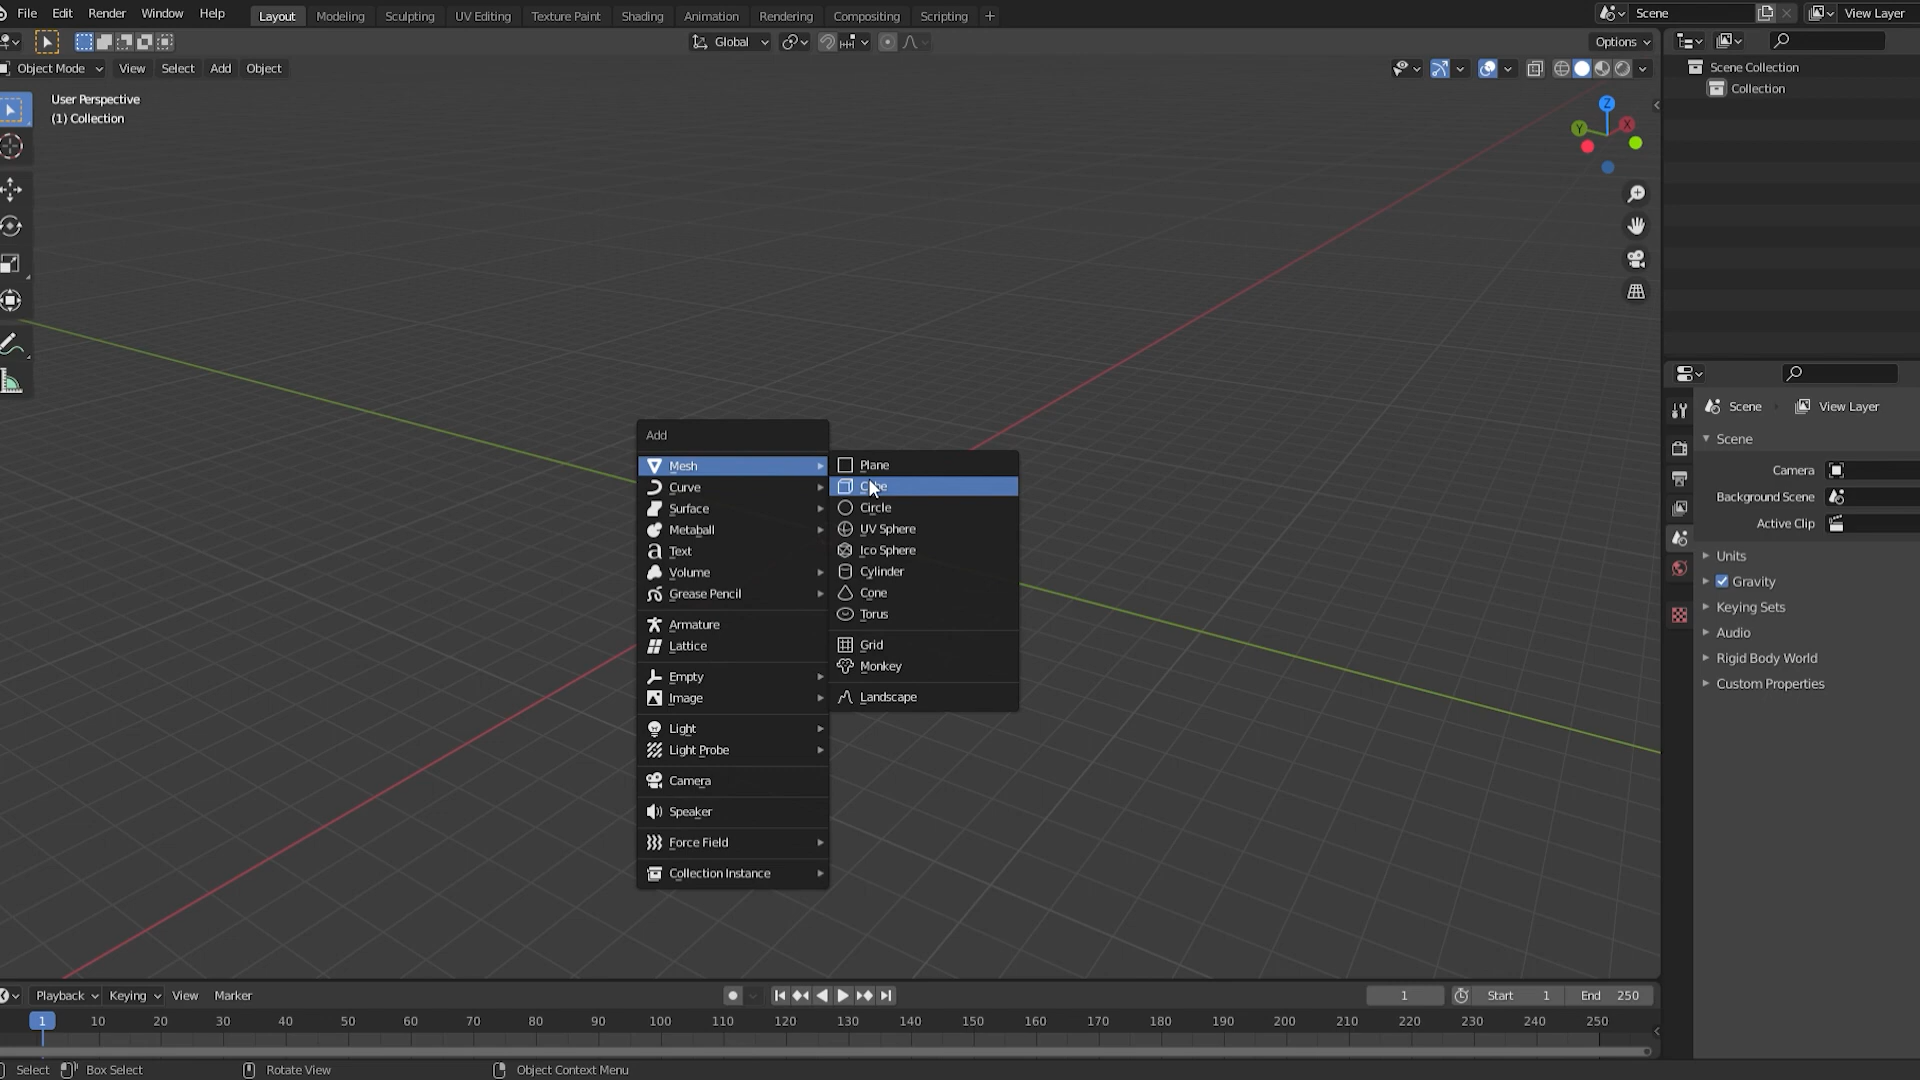 File Edit Render Window Help Layout Modeling Sculpting UV Editing Texture Paint Shading Animation Rendering Compositing Scripting + Scene View Layer
Global Options
Object Mode View Select Add Object
Scene Collection
Collection
User Perspective
(1) Collection
Z
Y X
Scene View Layer
Scene
Camera
Background Scene
Active Clip
Units
Gravity
Keying Sets
Audio
Rigid Body World
Custom Properties
Add
Mesh
Curve
Surface
Metaball
Text
Volume
Grease Pencil
Armature
Lattice
Empty
Image
Light
Light Probe
Camera
Speaker
Force Field
Collection Instance
Plane
Cube
Circle
UV Sphere
Ico Sphere
Cylinder
Cone
Torus
Grid
Monkey
Landscape
Playback Keying View Marker 1 Start 1 End 250
1 10 20 30 40 50 60 70 80 90 100 110 120 130 140 150 160 170 180 190 200 210 220 230 240 250
Select Box Select Rotate View Object Context Menu